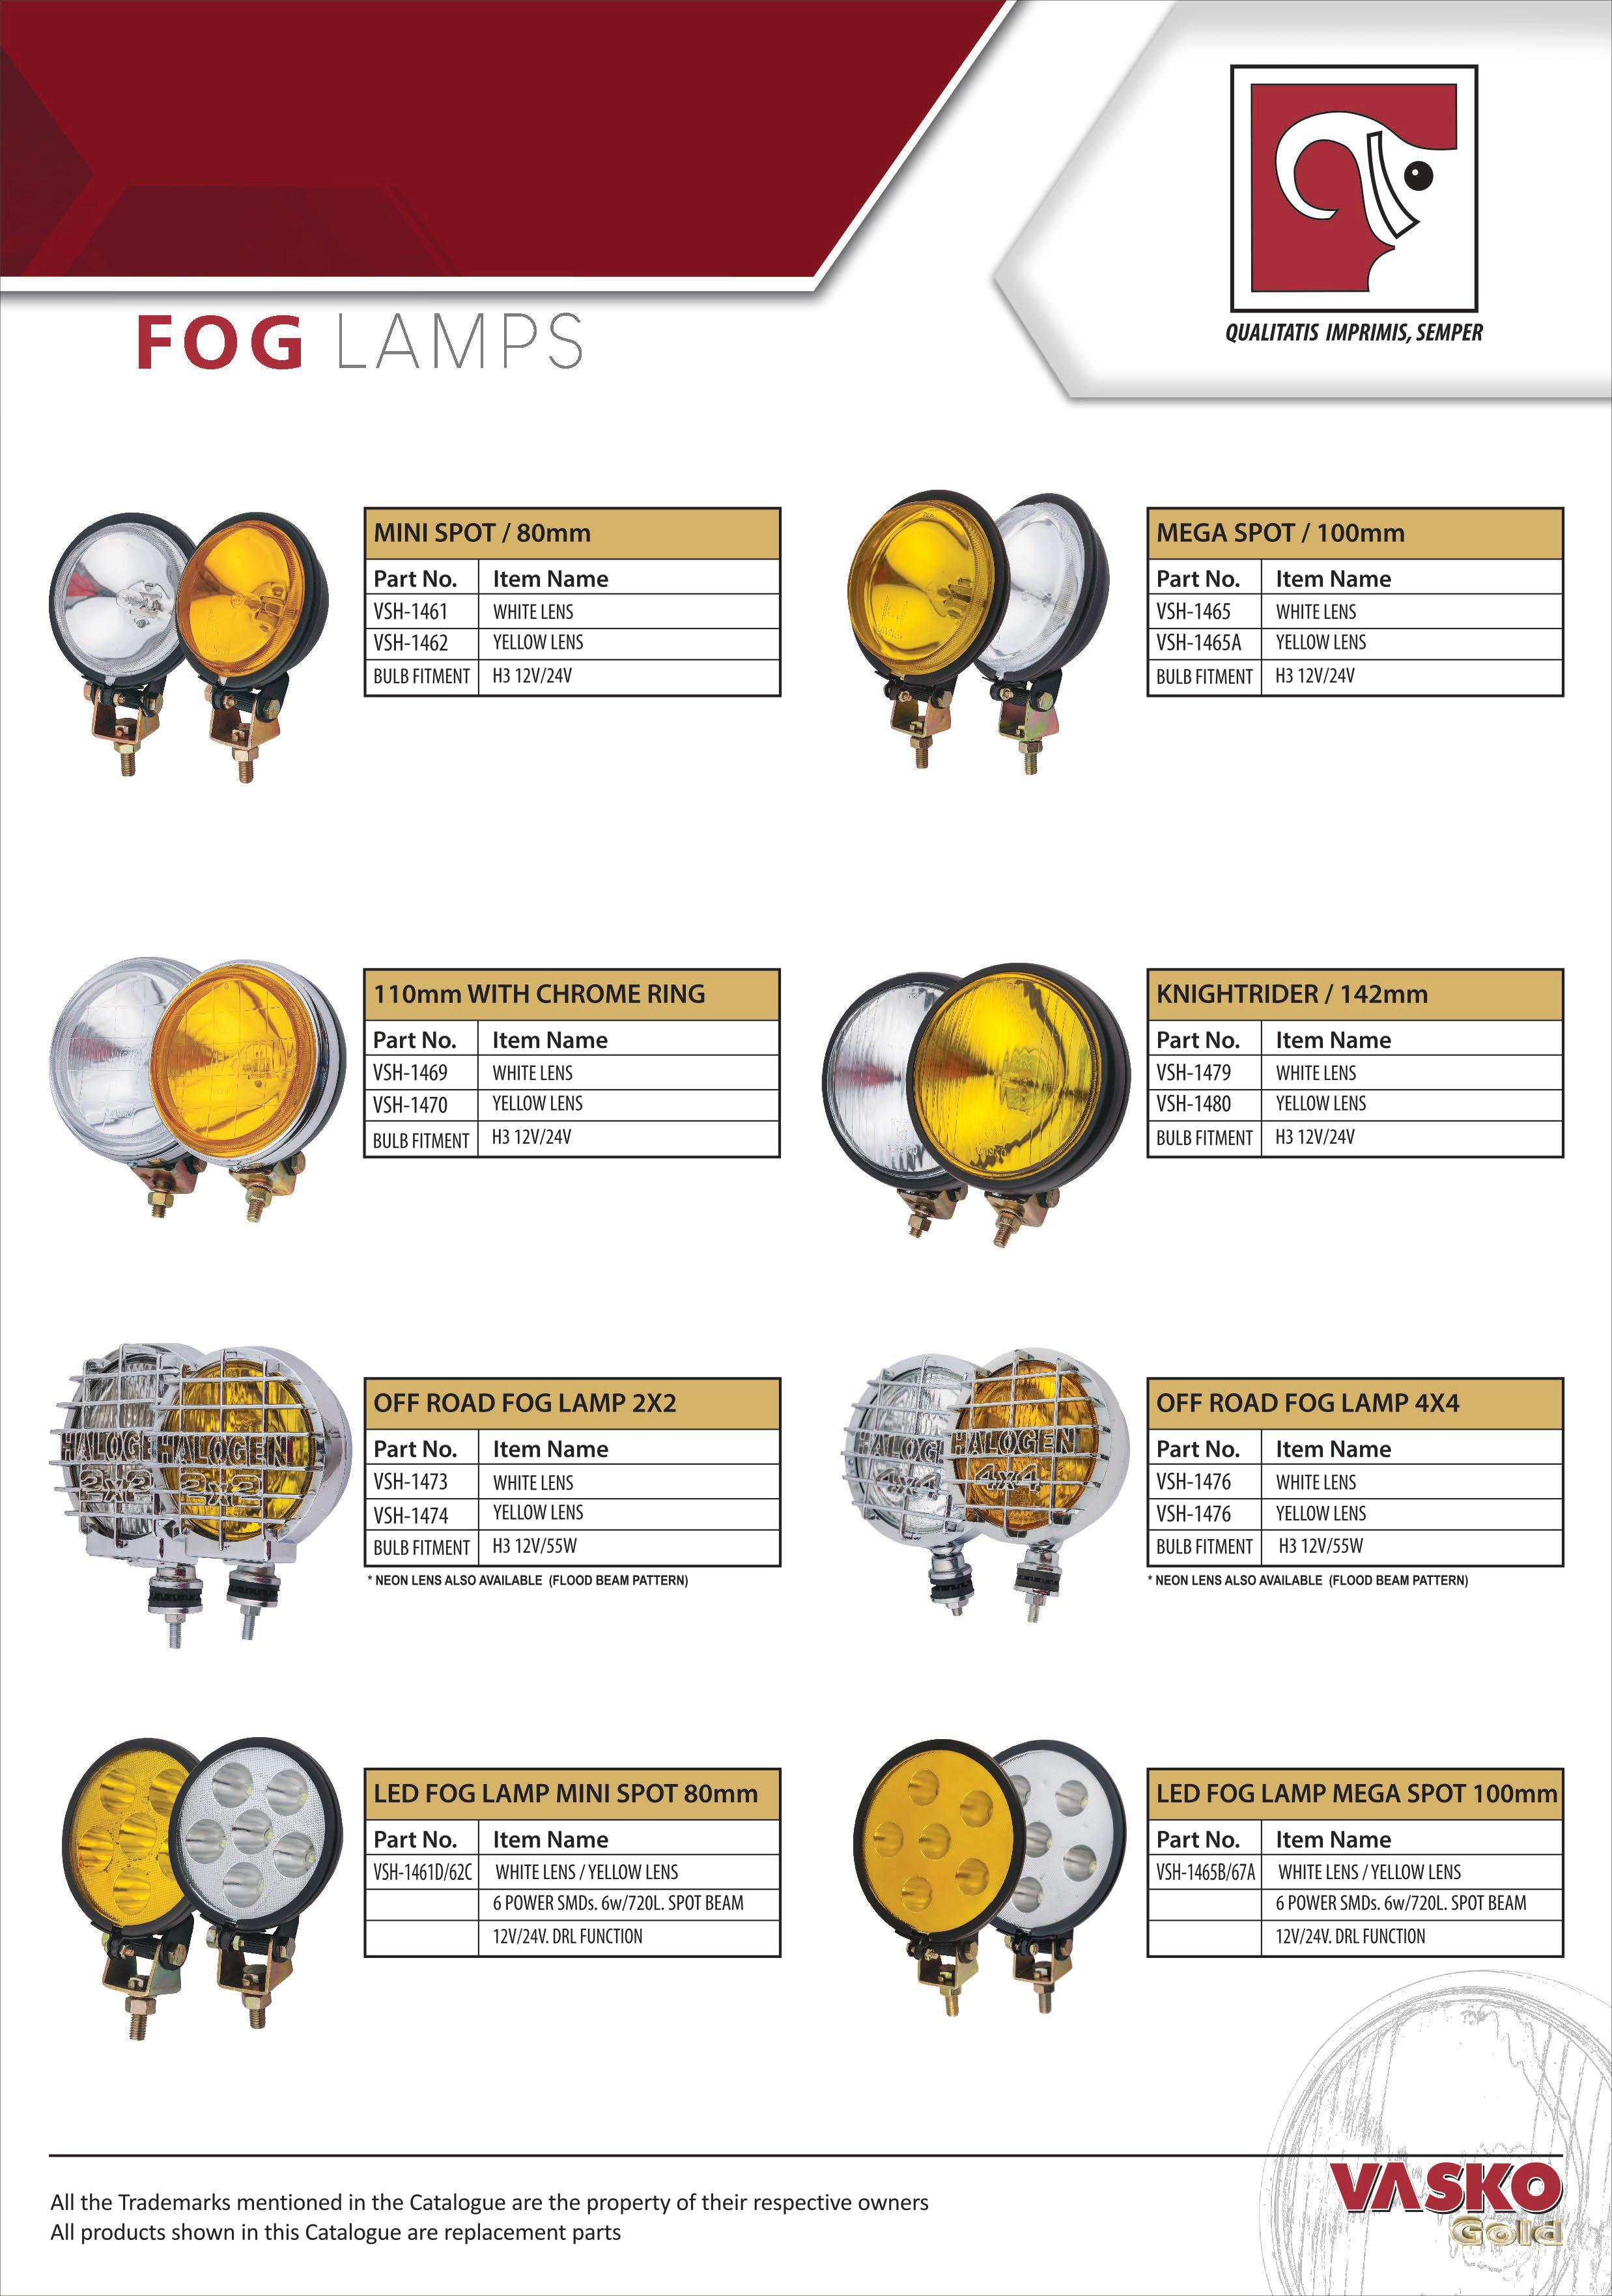 QUALITATIS IMPRIMIS, SEMPER
FOG LAMPS
MINI SPOT / 80mm
Part No. Item Name
VSH-1461 WHITE LENS
VSH-1462 YELLOW LENS
BULB FITMENT H3 12V/24V
MEGA SPOT / 100mm
Part No. Item Name
VSH-1465 WHITE LENS
VSH-1465A YELLOW LENS
BULB FITMENT H3 12V/24V
110mm WITH CHROME RING
Part No. Item Name
VSH-1469 WHITE LENS
VSH-1470 YELLOW LENS
BULB FITMENT H3 12V/24V
KNIGHTRIDER / 142mm
Part No. Item Name
VSH-1479 WHITE LENS
VSH-1480 YELLOW LENS
BULB FITMENT H3 12V/24V
HALOGE HALOGEN
2x2 2x2
OFF ROAD FOG LAMP 2X2
Part No. Item Name
VSH-1473 WHITE LENS
VSH-1474 YELLOW LENS
BULB FITMENT H3 12V/55W
* NEON LENS ALSO AVAILABLE (FLOOD BEAM PATTERN)
HALOG HALOGEN
4x4 4x4
OFF ROAD FOG LAMP 4X4
Part No. Item Name
VSH-1476 WHITE LENS
VSH-1476 YELLOW LENS
BULB FITMENT H3 12V/55W
* NEON LENS ALSO AVAILABLE (FLOOD BEAM PATTERN)
LED FOG LAMP MINI SPOT 80mm
Part No. Item Name
VSH-1461D/62C WHITE LENS / YELLOW LENS
6 POWER SMDs. 6w/720L. SPOT BEAM
12V/24V. DRL FUNCTION
LED FOG LAMP MEGA SPOT 100mm
Part No. Item Name
VSH-1465B/67A WHITE LENS / YELLOW LENS
6 POWER SMDs. 6w/720L. SPOT BEAM
12V/24V. DRL FUNCTION
All the Trademarks mentioned in the Catalogue are the property of their respective owners
All products shown in this Catalogue are replacement parts
VASKO
Gold